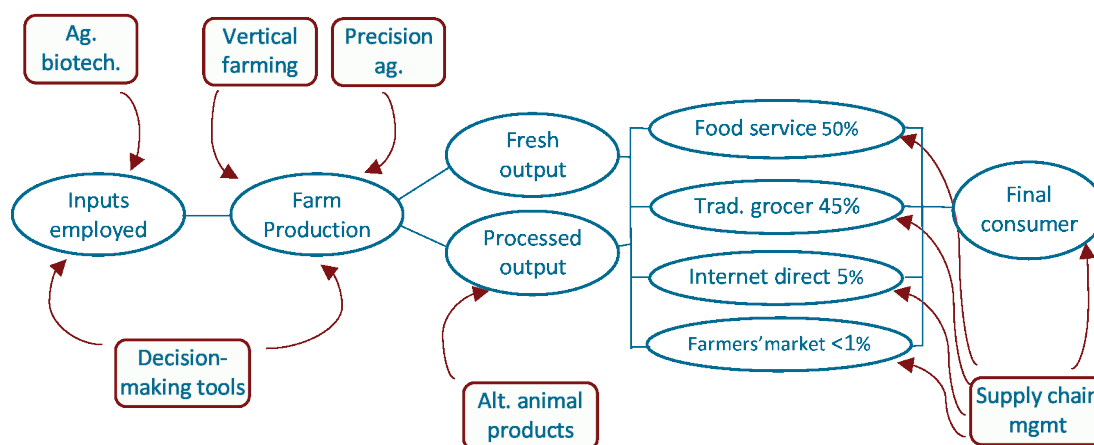 Ag.
biotech.
Vertical
farming
Precision
ag.
Inputs
employed
Farm
Production
Fresh
output
Processed
output
Food service 50%
Trad. grocer 45%
Internet direct 5%
Farmers' market <1%
Final
consumer
Decision-
making tools
Alt. animal
products
Supply chain
mgmt